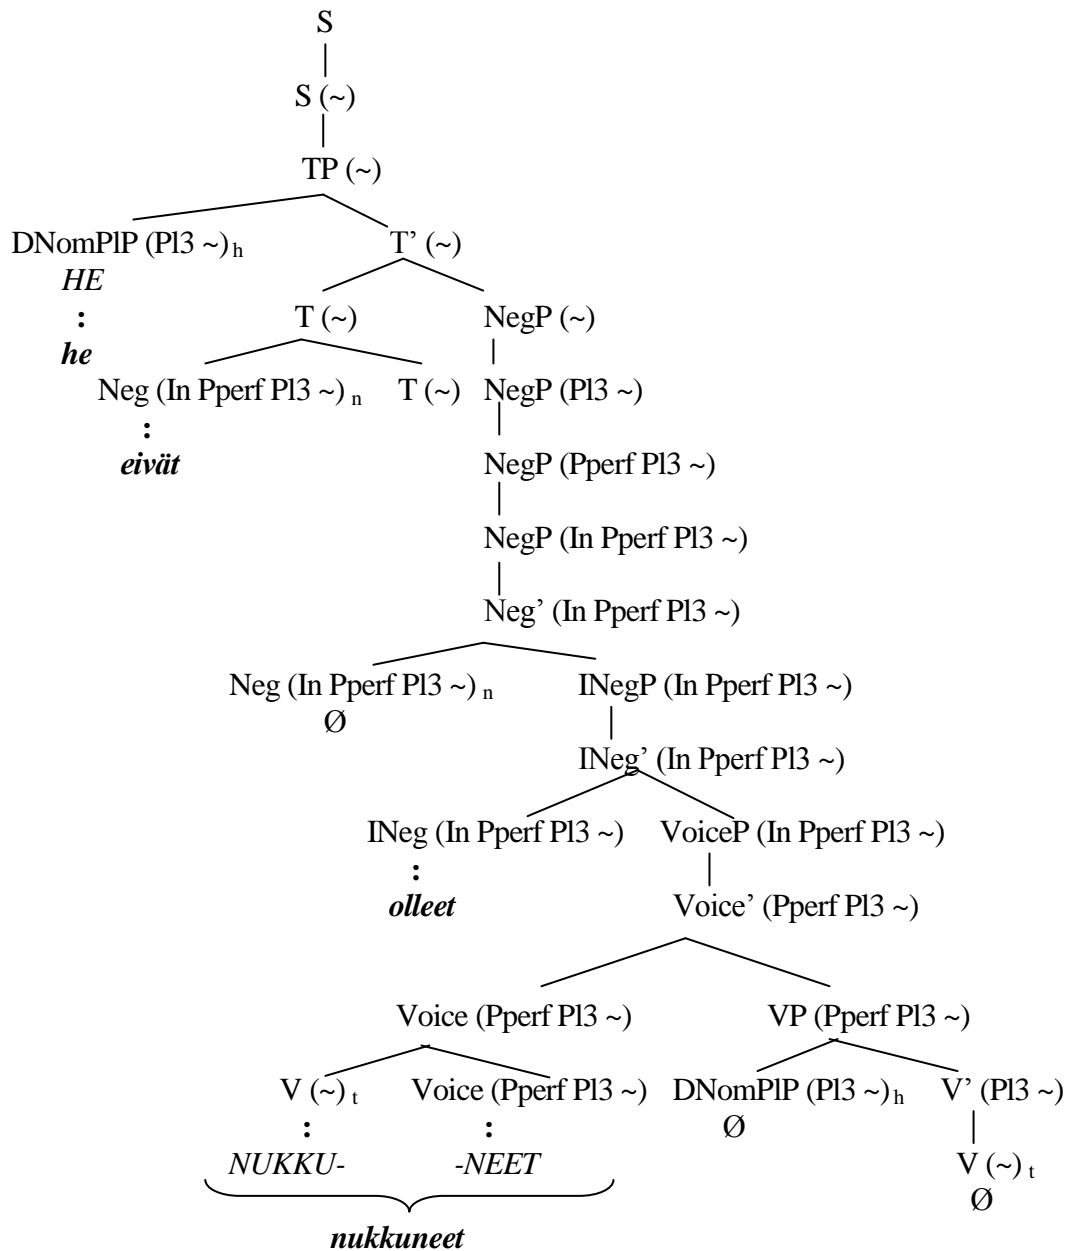 S
S (~)
TP (~)
DNomPlP (Pl3 ~)h T’ (~)
HE
:
he
T (~) NegP (~)
Neg (In Pperf Pl3 ~) n T (~) NegP (Pl3 ~)
:
eivät
NegP (Pperf Pl3 ~)
NegP (In Pperf Pl3 ~)
Neg’ (In Pperf Pl3 ~)
Neg (In Pperf Pl3 ~) n INegP (In Pperf Pl3 ~)
Ø
INeg’ (In Pperf Pl3 ~)
INeg (In Pperf Pl3 ~) VoiceP (In Pperf Pl3 ~)
:
olleet
Voice’ (Pperf Pl3 ~)
Voice (Pperf Pl3 ~) VP (Pperf Pl3 ~)
V (~) t Voice (Pperf Pl3 ~) DNomPlP (Pl3 ~)h V’ (Pl3 ~)
: : Ø
NUKKU- -NEET V (~) t
Ø
nukkuneet